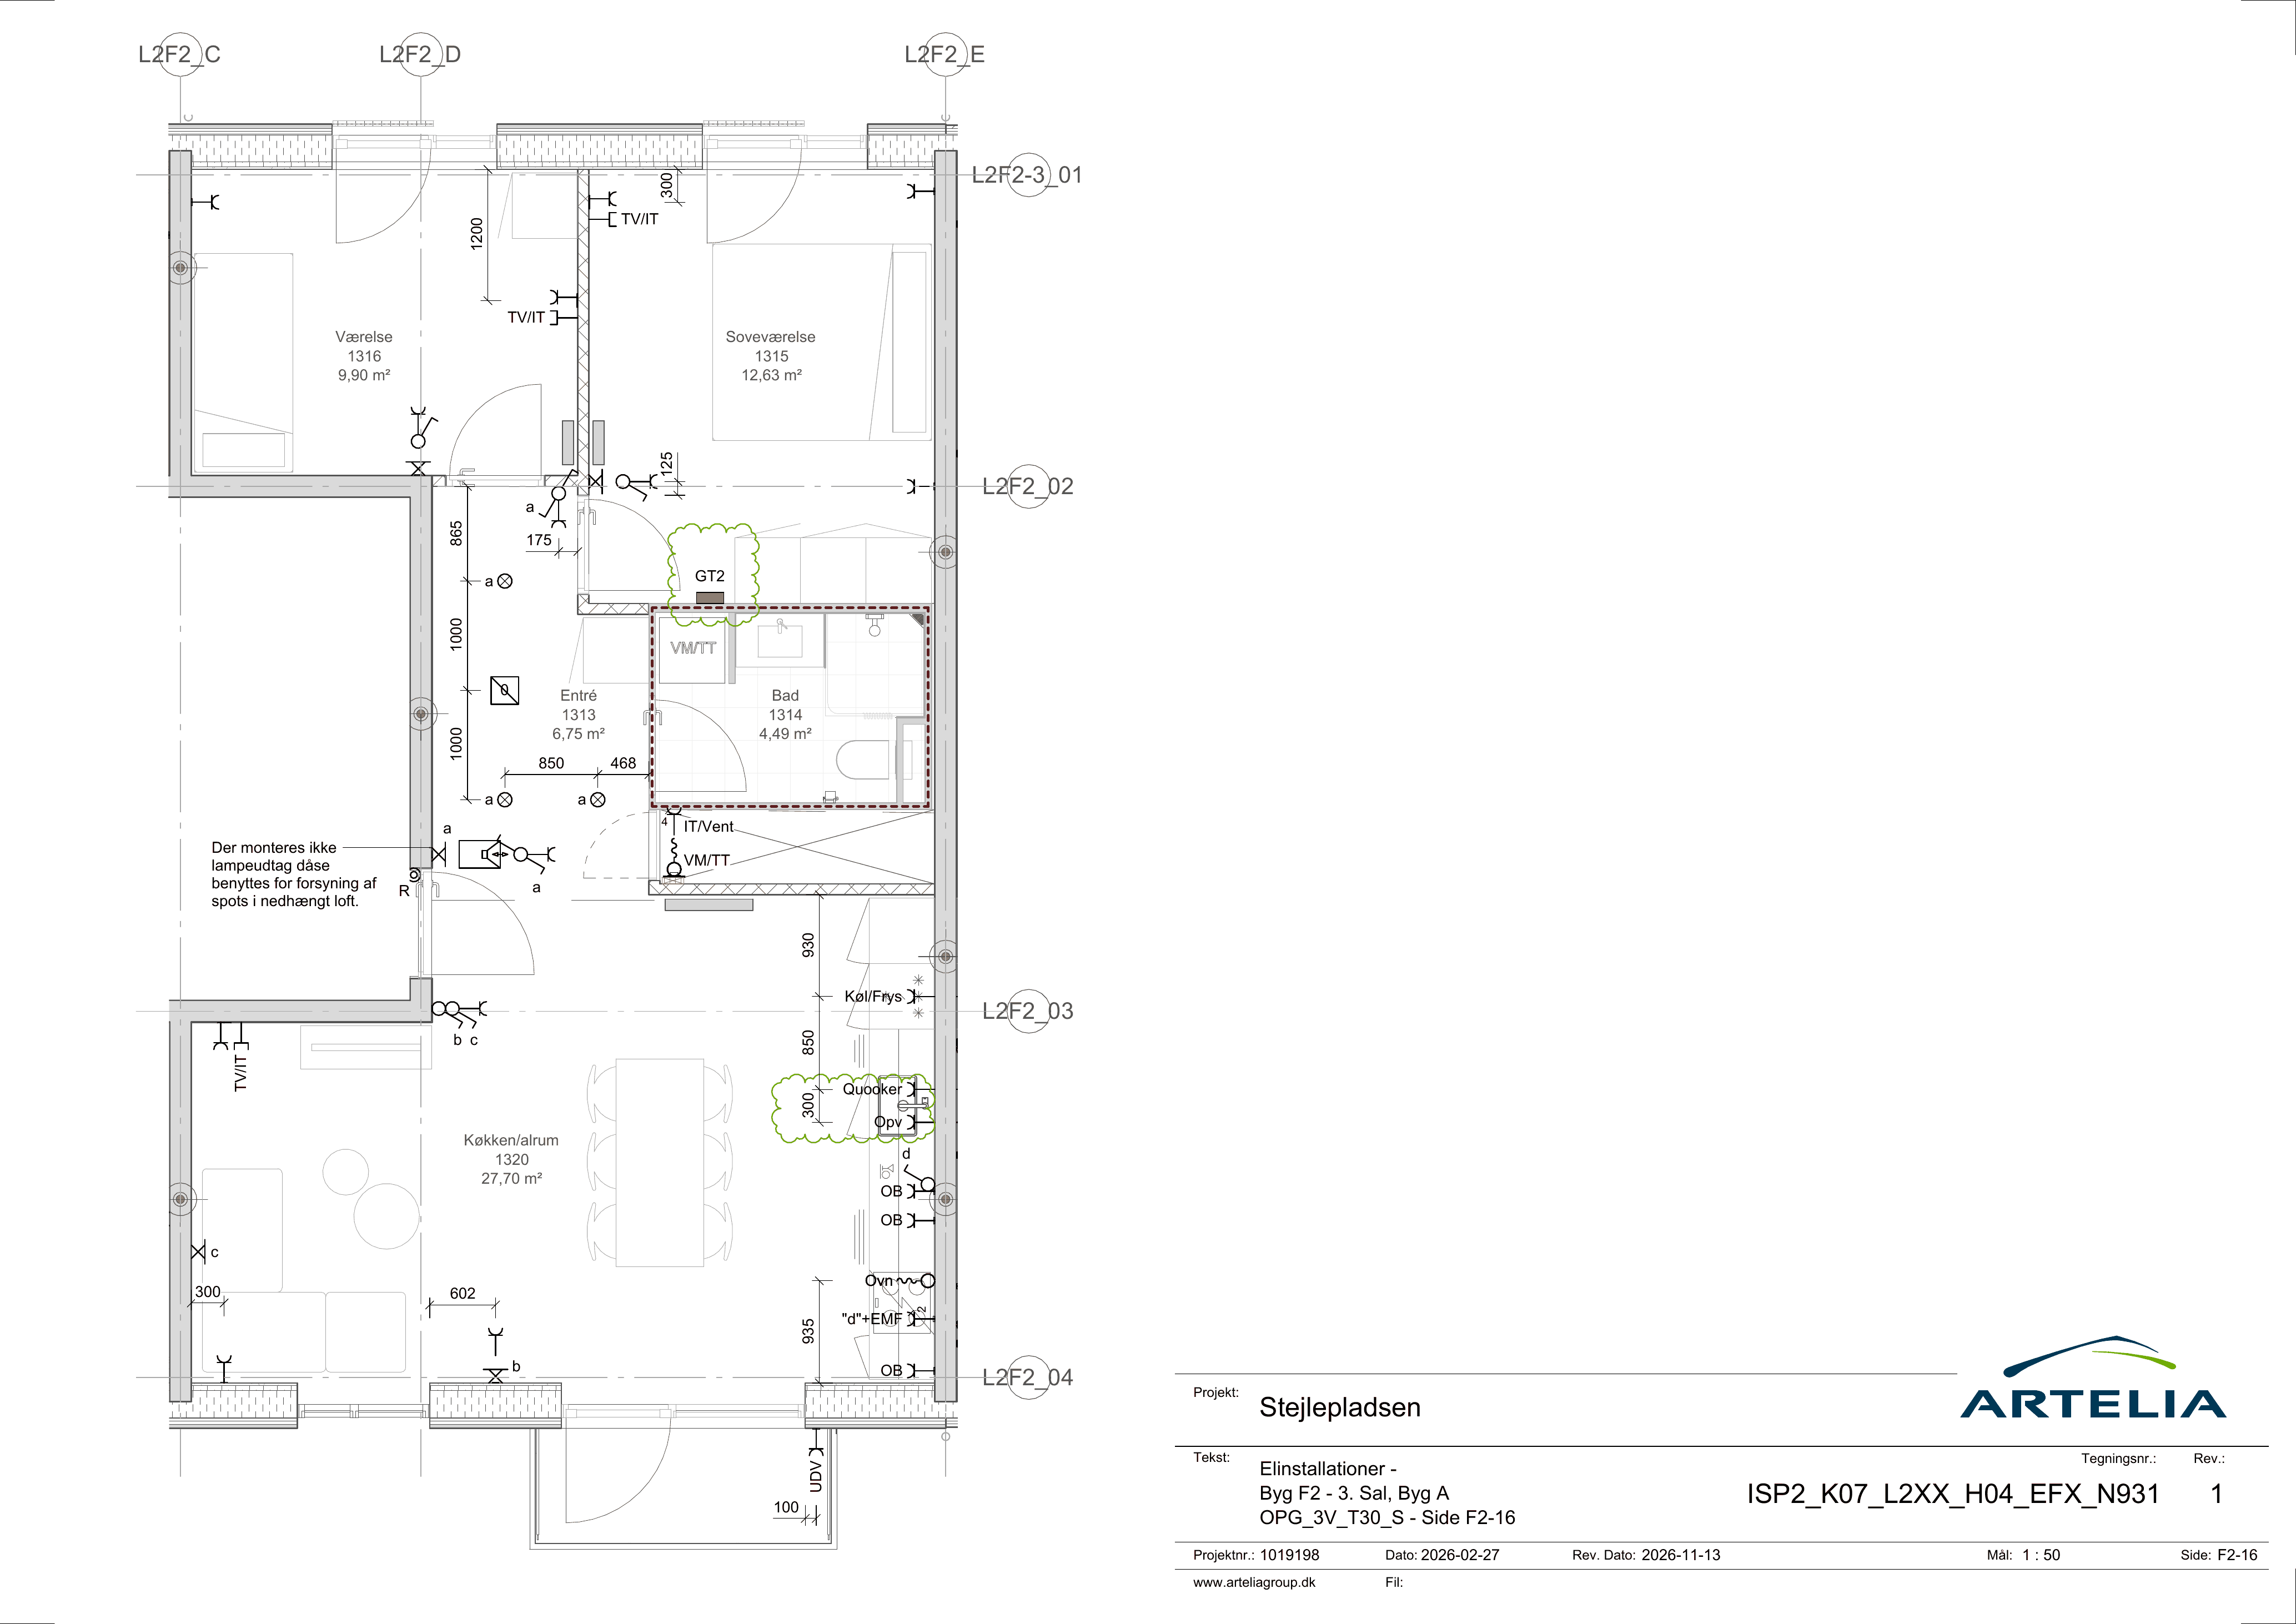 L2F2_C
L2F2_D
L2F2_E
L2F2-3_01
300
TV/IT
1200
TV/IT
Værelse
1316
9,90 m²
Soveværelse
1315
12,63 m²
125
L2F2_02
a
865
175
a
GT2
1000
VM/TT
0
Entré
1313
6,75 m²
Bad
1314
4,49 m²
1000
850
468
a
a
4
IT/Vent
a
Der monteres ikke
lampeudtag dåse
benyttes for forsyning af
spots i nedhængt loft.
VM/TT
R
a
930
Køl/Frys
L2F2_03
b c
850
TV/IT
Quooker
300
Opv
Køkken/alrum
1320
27,70 m²
d
OB
OB
c
Ovn
300
602
2
"d"+EMF
935
b
OB
L2F2_04
UDV
100
ARTELIA
Projekt:
Stejlepladsen
Tekst:
Elinstallationer -
Byg F2 - 3. Sal, Byg A
OPG_3V_T30_S - Side F2-16
Tegningsnr.:
Rev.:
ISP2_K07_L2XX_H04_EFX_N931
1
Projektnr.: 1019198
Dato: 2026-02-27
Rev. Dato: 2026-11-13
Mål: 1 : 50
Side: F2-16
www.arteliagroup.dk
Fil: